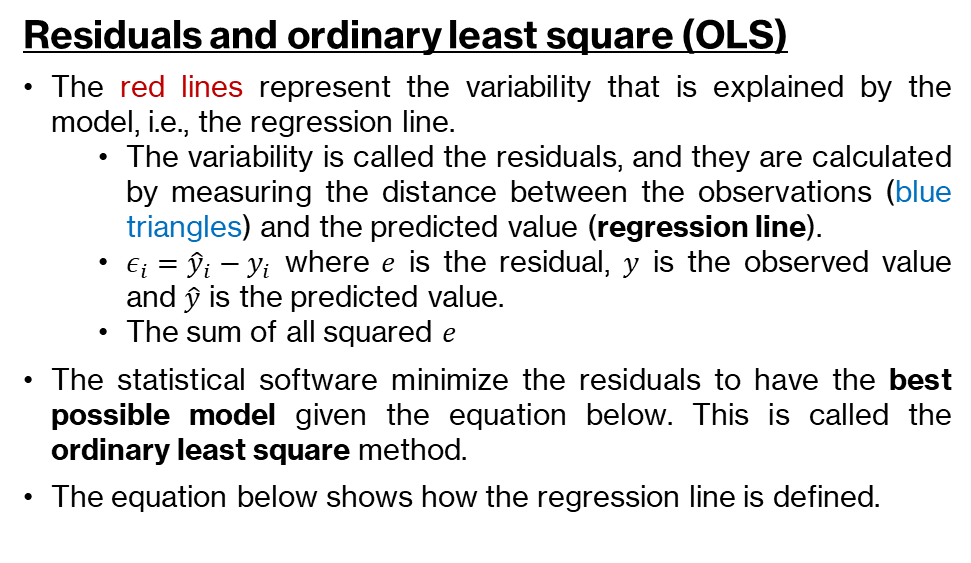 Residuals and ordinary least square (OLS)
• The red lines represent the variability that is explained by the
model, i.e., the regression line.
• The variability is called the residuals, and they are calculated
by measuring the distance between the observations (blue
triangles) and the predicted value (regression line).
• ϵᵢ = ŷᵢ − yᵢ where e is the residual, y is the observed value
and ŷ is the predicted value.
• The sum of all squared e
• The statistical software minimize the residuals to have the best
possible model given the equation below. This is called the
ordinary least square method.
• The equation below shows how the regression line is defined.